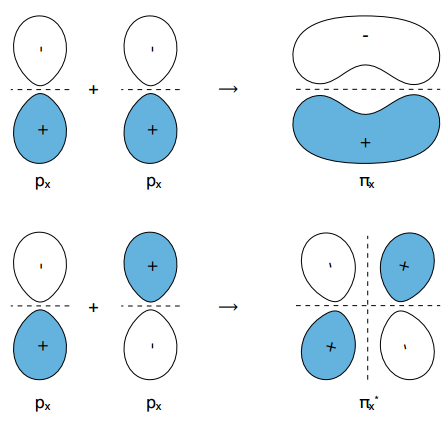 - - -
+
+ + +
pₓ pₓ πₓ
- + - +
+
+ - + -
pₓ pₓ πₓ*